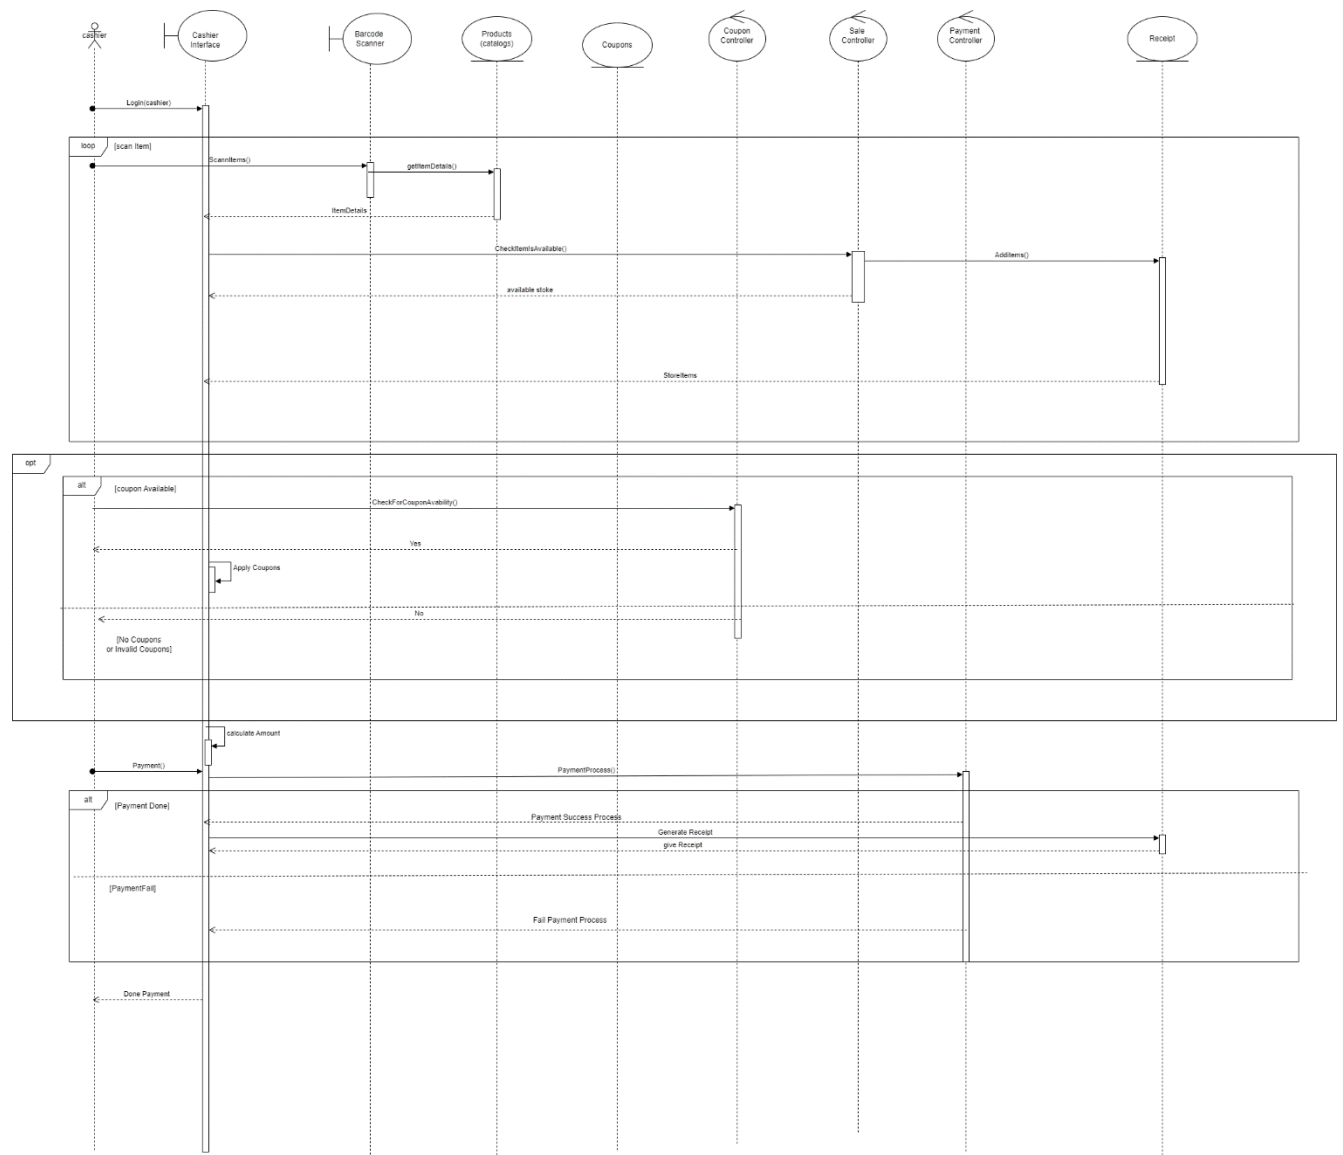 cashier
Cashier
Interface
Barcode
Scanner
Products
(catalogs)
Coupons
Coupon
Controller
Sale
Controller
Payment
Controller
Receipt
Login(cashier)
loop
[scan Item]
ScannItems()
getItemDetails()
ItemDetails
CheckItemIsAvailable()
Additems()
available stoke
StoreItems
opt
alt
[coupon Available]
CheckForCouponAvability()
Yes
Apply Coupons
No
[No Coupons
or Invalid Coupons]
calculate Amount
Payment()
PaymentProcess()
alt
[Payment Done]
Payment Success Process
Generate Receipt
give Receipt
[PaymentFail]
Fail Payment Process
Done Payment